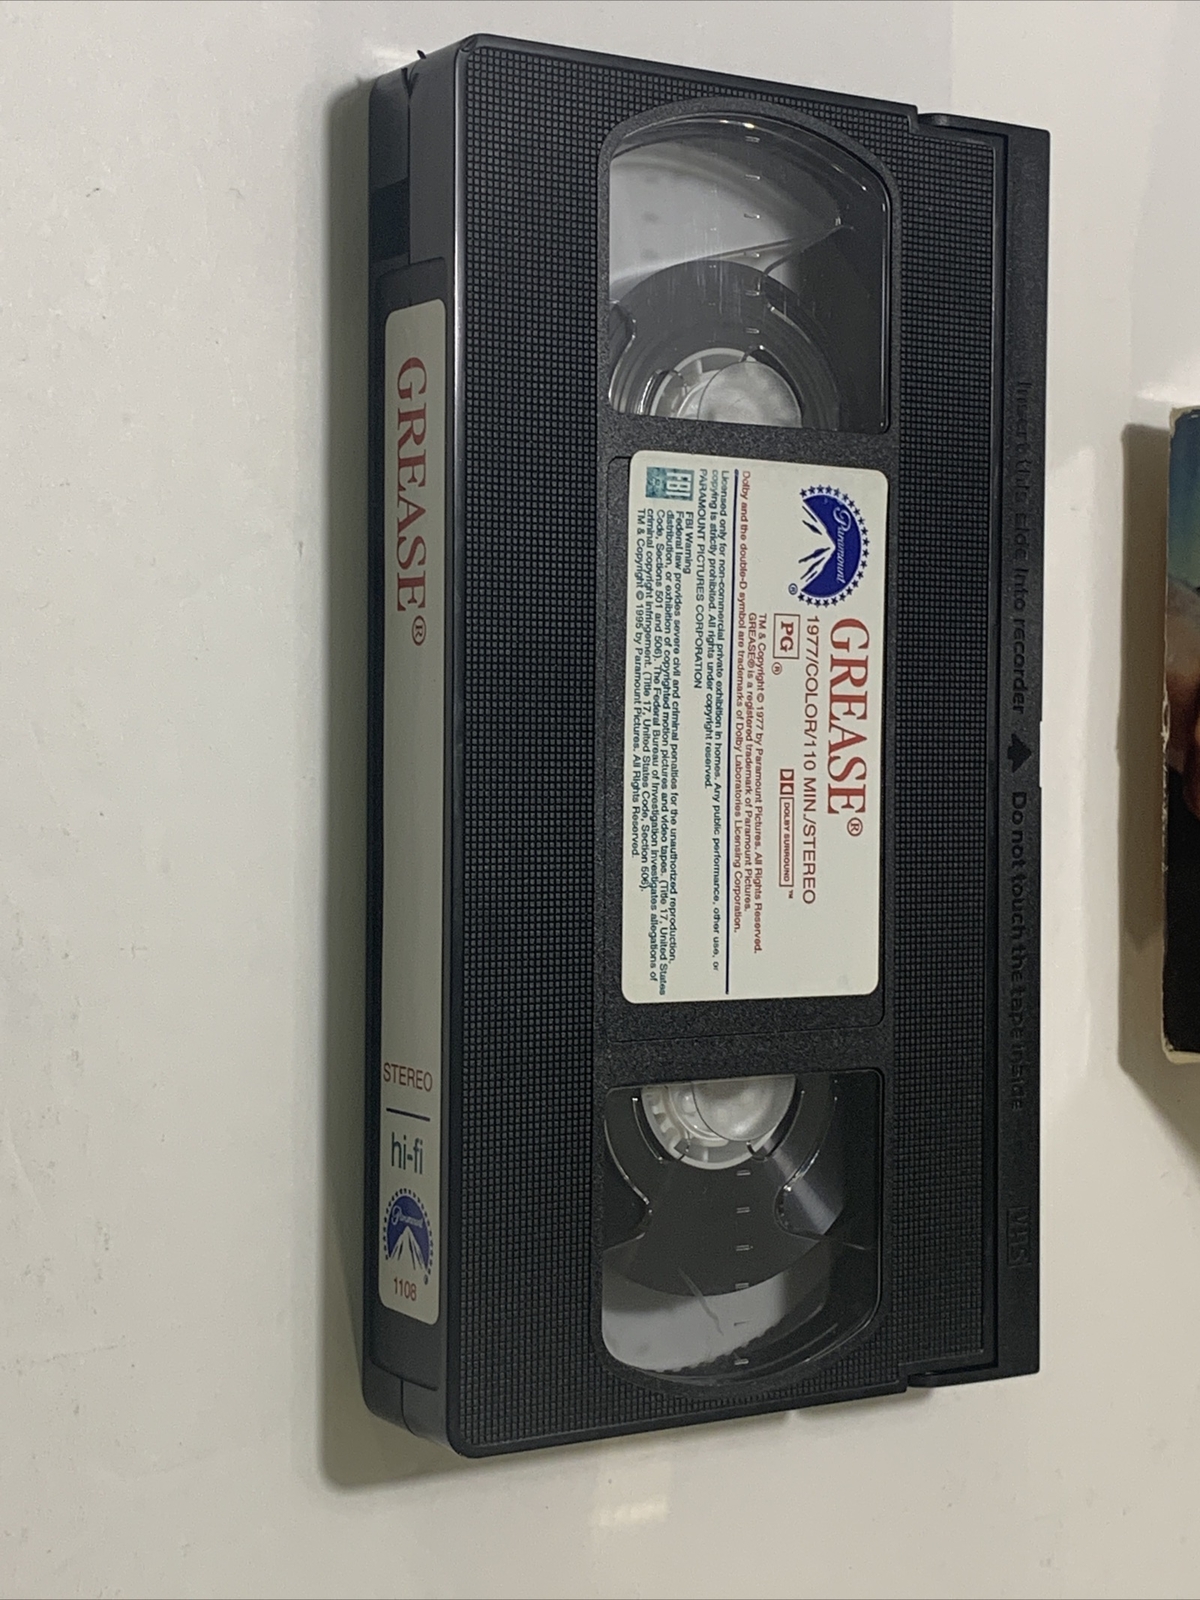 GREASE®
STEREO
hi-fi
Paramount
1108
Paramount
®
GREASE®
1977/COLOR/110 MIN./STEREO
PG ®
DOLBY SURROUND ™
TM & Copyright © 1977 by Paramount Pictures. All Rights Reserved.
GREASE® is a registered trademark of Paramount Pictures.
Dolby and the double-D symbol are trademarks of Dolby Laboratories Licensing Corporation.
Licensed only for non-commercial private exhibition in homes. Any public performance, other use, or
copying is strictly prohibited. All rights under copyright reserved.
PARAMOUNT PICTURES CORPORATION
FBI
FBI Warning
Federal law provides severe civil and criminal penalties for the unauthorized reproduction,
distribution, or exhibition of copyrighted motion pictures and video tapes. (Title 17, United States
Code, Sections 501 and 506). The Federal Bureau of Investigation investigates allegations of
criminal copyright infringement. (Title 17, United States Code, Section 506).
TM & Copyright © 1995 by Paramount Pictures. All Rights Reserved.
Insert this side into recorder
Do not touch the tape inside
VHS